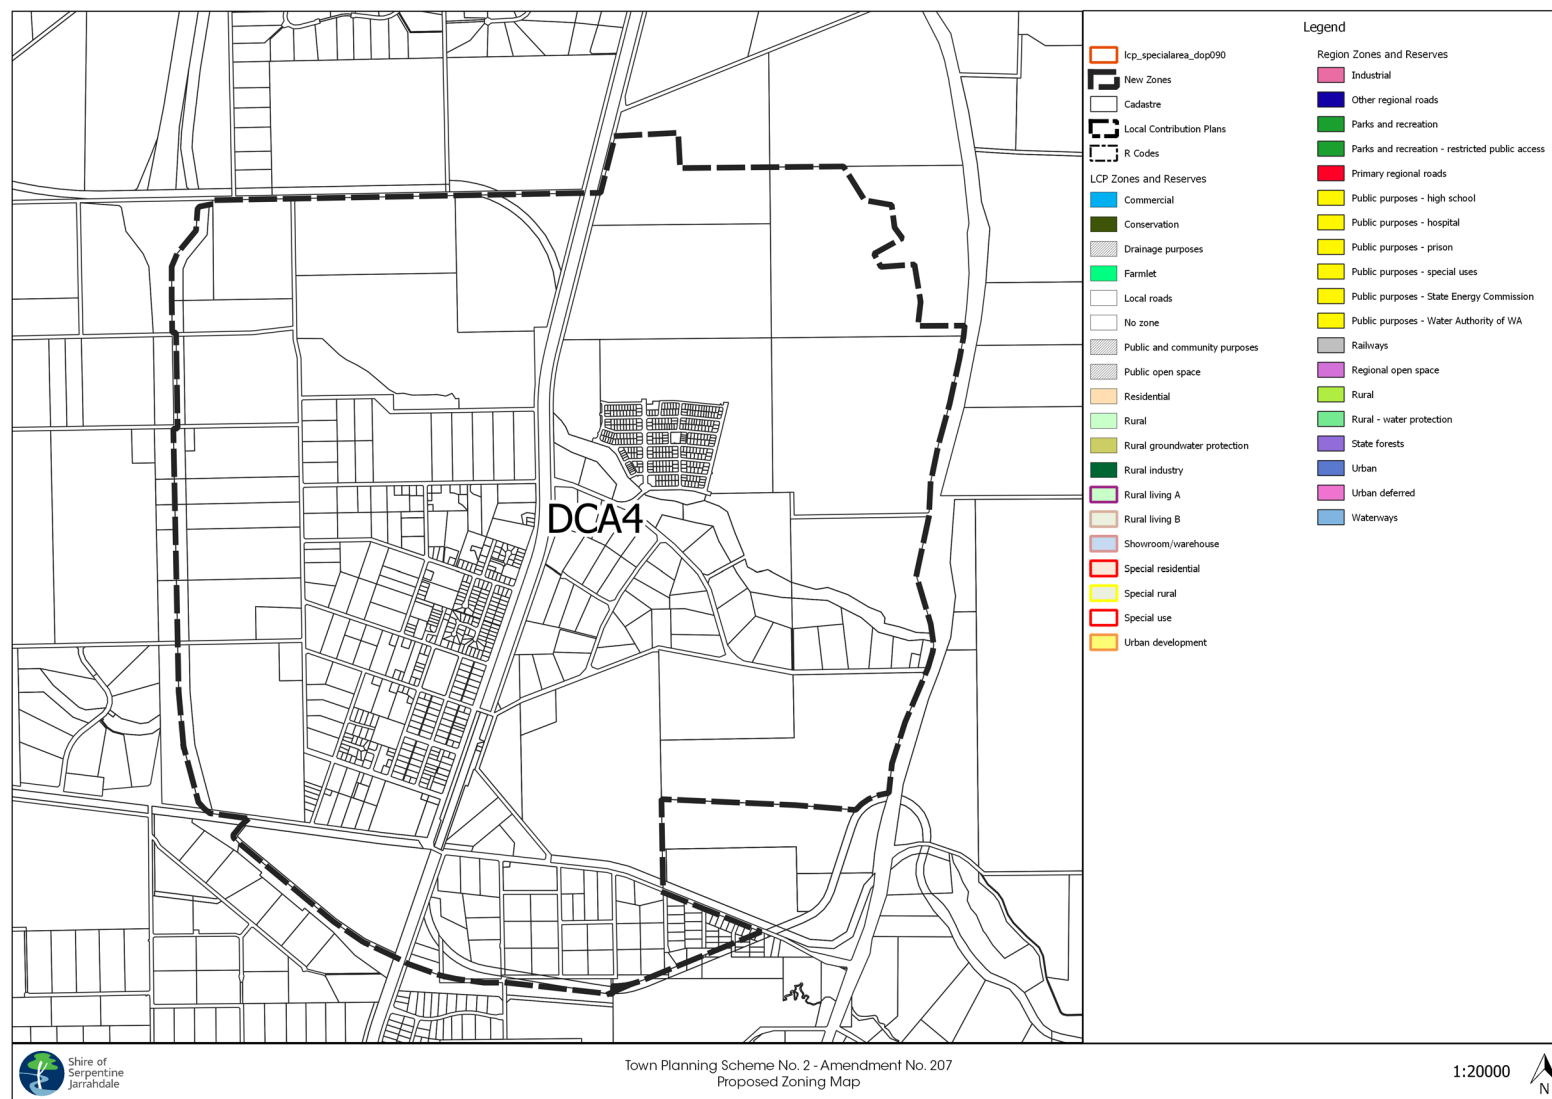 DCA4
Legend
lcp_specialarea_dop090
New Zones
Cadastre
Local Contribution Plans
R Codes
LCP Zones and Reserves
Commercial
Conservation
Drainage purposes
Farmlet
Local roads
No zone
Public and community purposes
Public open space
Residential
Rural
Rural groundwater protection
Rural industry
Rural living A
Rural living B
Showroom/warehouse
Special residential
Special rural
Special use
Urban development
Region Zones and Reserves
Industrial
Other regional roads
Parks and recreation
Parks and recreation - restricted public access
Primary regional roads
Public purposes - high school
Public purposes - hospital
Public purposes - prison
Public purposes - special uses
Public purposes - State Energy Commission
Public purposes - Water Authority of WA
Railways
Regional open space
Rural
Rural - water protection
State forests
Urban
Urban deferred
Waterways
Shire of
Serpentine
Jarrahdale
Town Planning Scheme No. 2 - Amendment No. 207
Proposed Zoning Map
1:20000
N